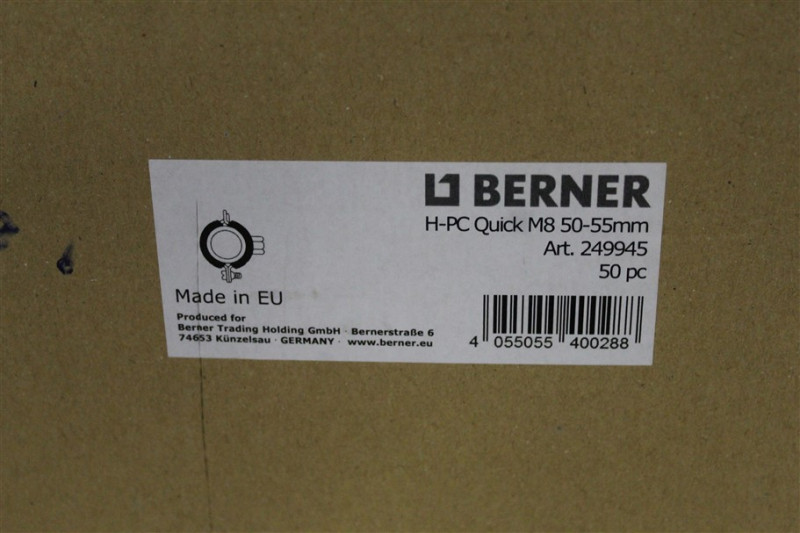 BERNER
H-PC Quick M8 50-55mm
Art. 249945
50 pc
Made in EU
Produced for
Berner Trading Holding GmbH · Bernerstraße 6
74653 Künzelsau · GERMANY · www.berner.eu
4 055055 400288